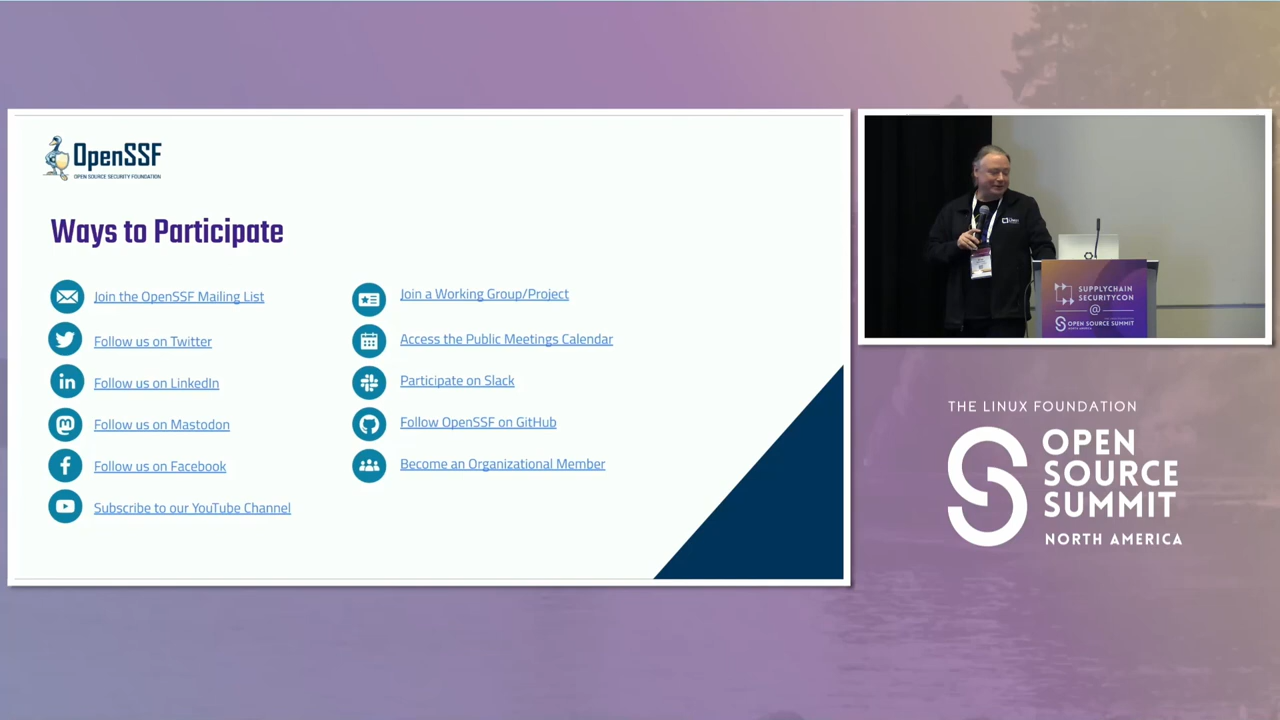 OpenSSF
OPEN SOURCE SECURITY FOUNDATION
Ways to Participate
Join the OpenSSF Mailing List
Follow us on Twitter
Follow us on LinkedIn
Follow us on Mastodon
Follow us on Facebook
Subscribe to our YouTube Channel
Join a Working Group/Project
Access the Public Meetings Calendar
Participate on Slack
Follow OpenSSF on GitHub
Become an Organizational Member
SUPPLYCHAIN
SECURITYCON
@
OPEN SOURCE SUMMIT
NORTH AMERICA
THE LINUX FOUNDATION
OPEN
SOURCE
SUMMIT
NORTH AMERICA